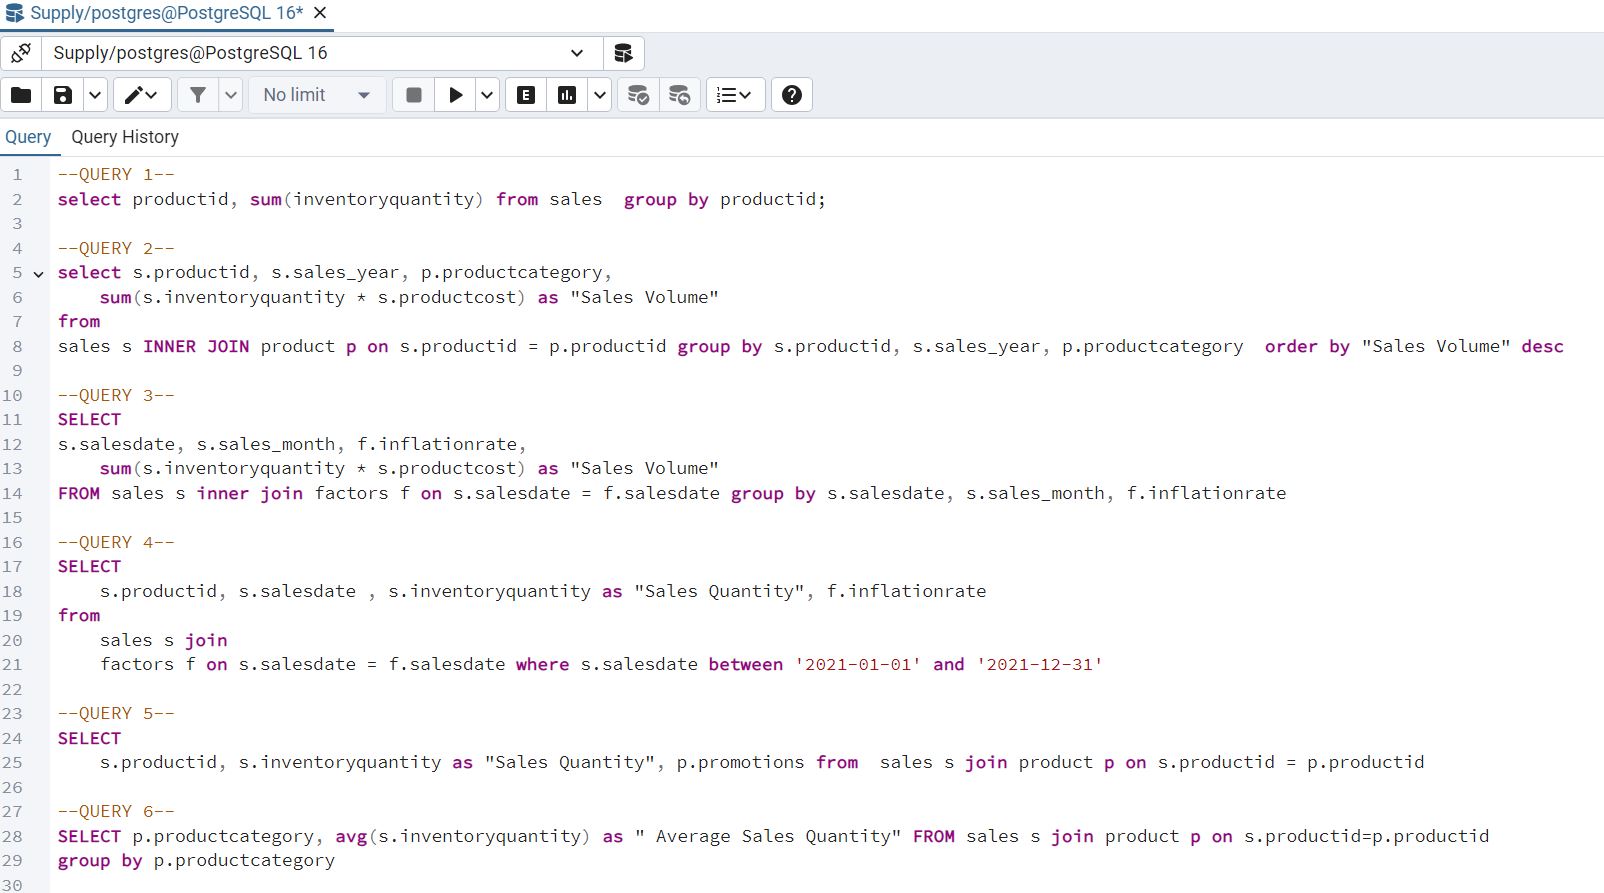 Supply/postgres@PostgreSQL 16*
Supply/postgres@PostgreSQL 16
No limit
Query Query History
1 --QUERY 1--
2 select productid, sum(inventoryquantity) from sales  group by productid;
3
4 --QUERY 2--
5 select s.productid, s.sales_year, p.productcategory,
6     sum(s.inventoryquantity * s.productcost) as "Sales Volume"
7 from
8 sales s INNER JOIN product p on s.productid = p.productid group by s.productid, s.sales_year, p.productcategory  order by "Sales Volume" desc
9
10 --QUERY 3--
11 SELECT
12 s.salesdate, s.sales_month, f.inflationrate,
13     sum(s.inventoryquantity * s.productcost) as "Sales Volume"
14 FROM sales s inner join factors f on s.salesdate = f.salesdate group by s.salesdate, s.sales_month, f.inflationrate
15
16 --QUERY 4--
17 SELECT
18     s.productid, s.salesdate , s.inventoryquantity as "Sales Quantity", f.inflationrate
19 from
20     sales s join
21     factors f on s.salesdate = f.salesdate where s.salesdate between '2021-01-01' and '2021-12-31'
22
23 --QUERY 5--
24 SELECT
25     s.productid, s.inventoryquantity as "Sales Quantity", p.promotions from  sales s join product p on s.productid = p.productid
26
27 --QUERY 6--
28 SELECT p.productcategory, avg(s.inventoryquantity) as " Average Sales Quantity" FROM sales s join product p on s.productid=p.productid
29 group by p.productcategory
30